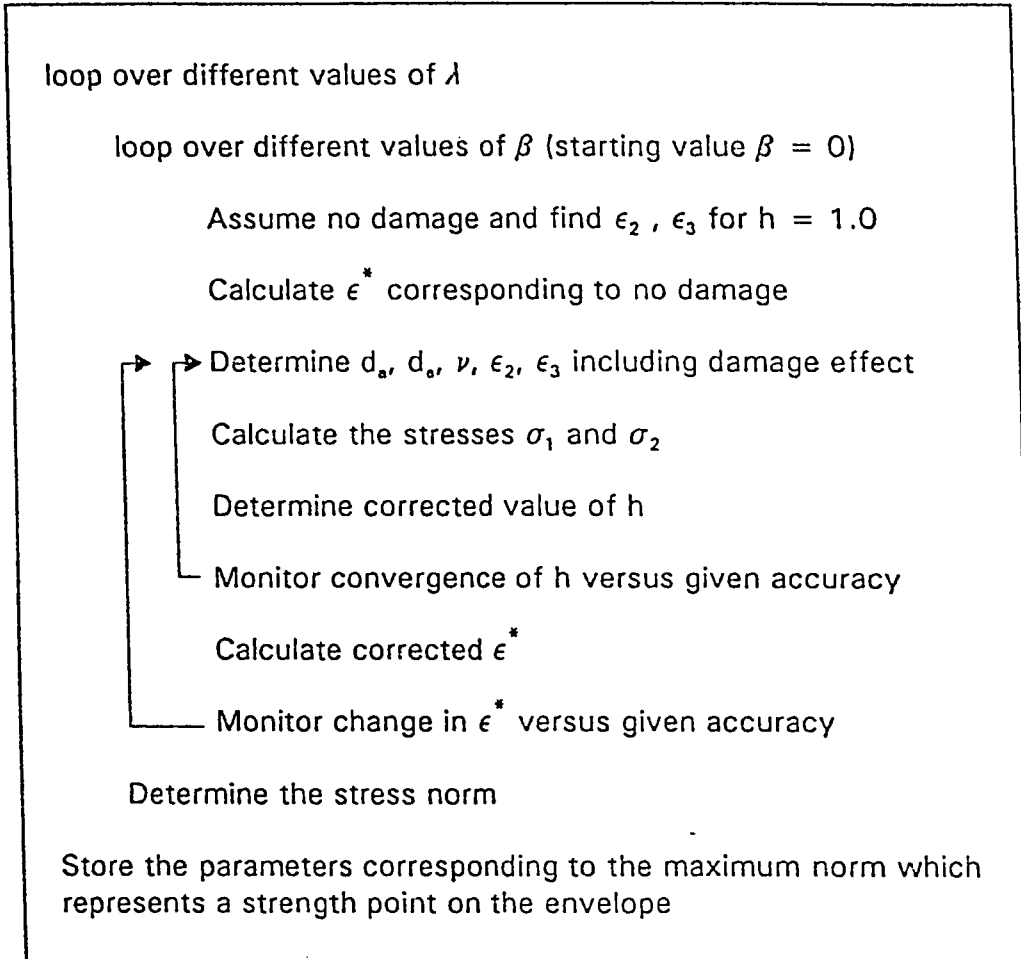 loop over different values of λ
loop over different values of β (starting value β = 0)
Assume no damage and find ε₂ , ε₃ for h = 1.0
Calculate ε* corresponding to no damage
Determine dₐ, dₒ, ν, ε₂, ε₃ including damage effect
Calculate the stresses σ₁ and σ₂
Determine corrected value of h
Monitor convergence of h versus given accuracy
Calculate corrected ε*
Monitor change in ε* versus given accuracy
Determine the stress norm
Store the parameters corresponding to the maximum norm which
represents a strength point on the envelope